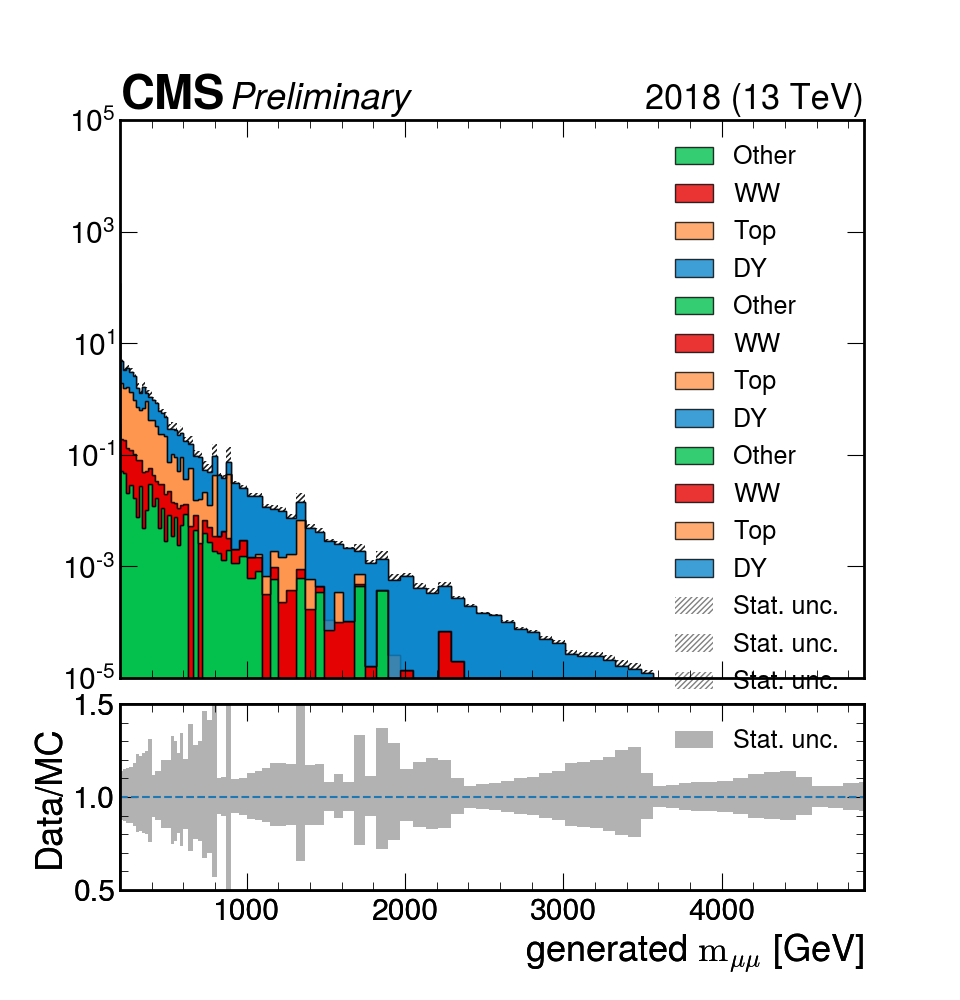 CMS Preliminary 2018 (13 TeV)
10^5
10^3
10^1
10^-1
10^-3
10^-5
Other
WW
Top
DY
Other
WW
Top
DY
Other
WW
Top
DY
Stat. unc.
Stat. unc.
Stat. unc.
1.5
1.0
0.5
Data/MC
Stat. unc.
1000 2000 3000 4000
generated m_μμ [GeV]